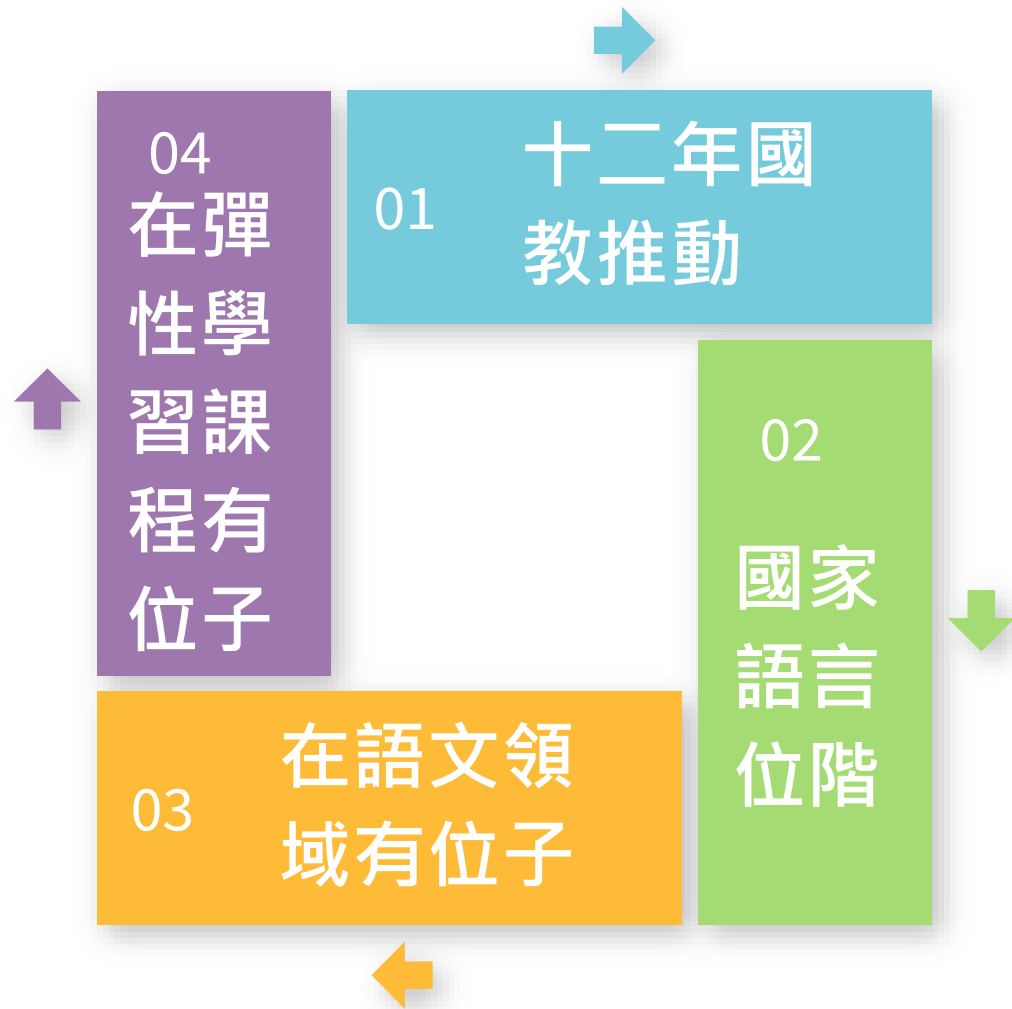 01
十二年國
教推動
02
國家
語言
位階
03
在語文領
域有位子
04
在彈
性學
習課
程有
位子